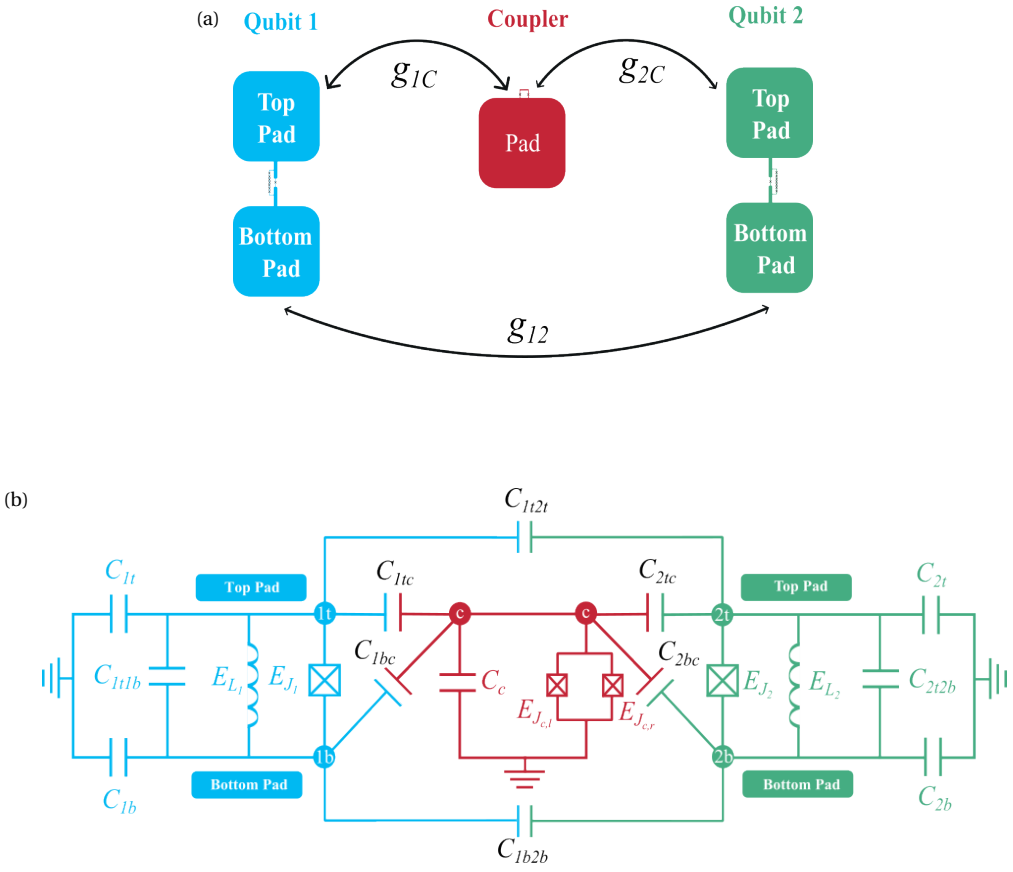 (a)
Qubit 1
Coupler
Qubit 2
g1C
g2C
Top
Pad
Pad
Top
Pad
Bottom
Pad
Bottom
Pad
g12
(b)
C1t2t
C1t
C1tc
C2tc
C2t
Top Pad
Top Pad
1t
c
c
2t
C1t1b
EL1
EJ1
C1bc
Cc
EJc,l
EJc,r
C2bc
EJ2
EL2
C2t2b
1b
2b
Bottom Pad
Bottom Pad
C1b
C2b
C1b2b